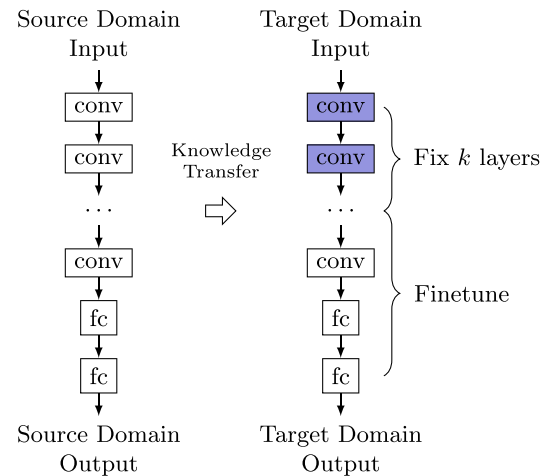 Source Domain
Input
conv
conv
...
conv
fc
fc
Source Domain
Output
Knowledge
Transfer
Target Domain
Input
conv
conv
...
conv
fc
fc
Target Domain
Output
Fix k layers
Finetune